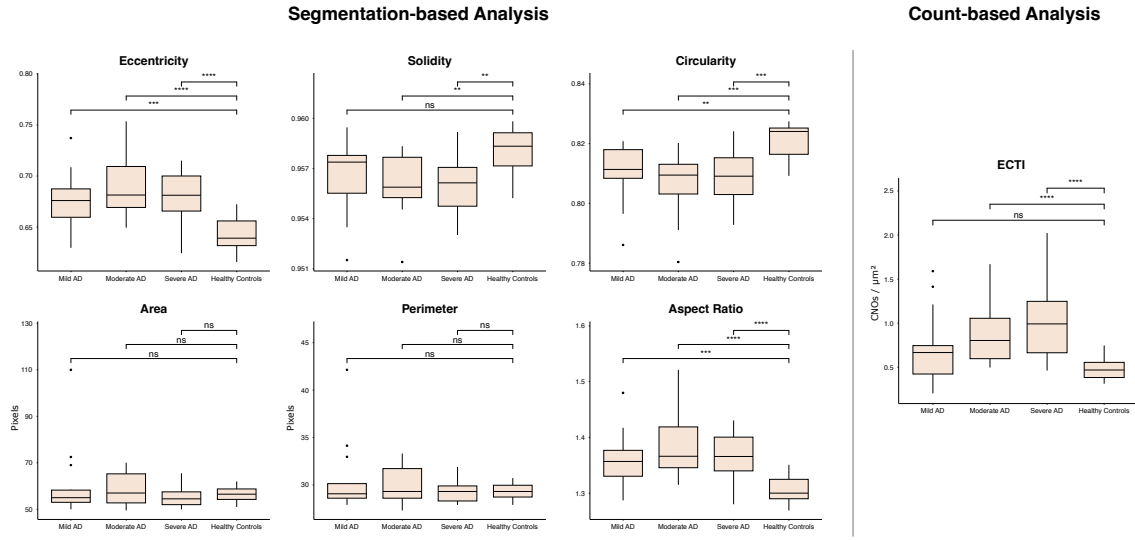 Segmentation-based Analysis
Count-based Analysis
Eccentricity
0.80
0.75
0.70
0.65
****
****
***
Mild AD Moderate AD Severe AD Healthy Controls
Solidity
0.960
0.957
0.954
0.951
**
**
ns
Mild AD Moderate AD Severe AD Healthy Controls
Circularity
0.84
0.82
0.80
0.78
***
***
**
Mild AD Moderate AD Severe AD Healthy Controls
Area
Pixels
130
110
90
70
50
ns
ns
ns
Mild AD Moderate AD Severe AD Healthy Controls
Perimeter
Pixels
45
40
35
30
ns
ns
ns
Mild AD Moderate AD Severe AD Healthy Controls
Aspect Ratio
1.6
1.5
1.4
1.3
****
****
***
Mild AD Moderate AD Severe AD Healthy Controls
ECTI
CNOs / μm²
2.5
2.0
1.5
1.0
0.5
****
****
ns
Mild AD Moderate AD Severe AD Healthy Controls